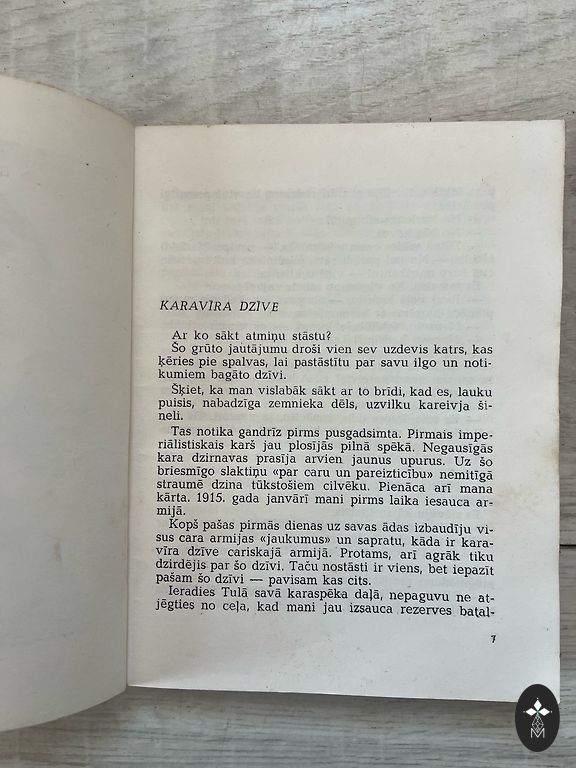 KARAVĪRA DZĪVE
Ar ko sākt atmiņu stāstu?
Šo grūto jautājumu droši vien sev uzdevis katrs, kas
ķēries pie spalvas, lai pastāstītu par savu ilgo un noti-
kumiem bagāto dzīvi.
Šķiet, ka man vislabāk sākt ar to brīdi, kad es, lauku
puisis, nabadzīga zemnieka dēls, uzvilku kareivja ši-
neli.
Tas notika gandrīz pirms pusgadsimta. Pirmais impe-
riālistiskais karš jau plosījās pilnā spēkā. Negausīgās
kara dzirnavas prasīja arvien jaunus upurus. Uz šo
briesmīgo slaktiņu «par caru un pareizticību» nemitīgā
straumē dzina tūkstošiem cilvēku. Pienāca arī mana
kārta. 1915. gada janvārī mani pirms laika iesauca ar-
mijā.
Kopš pašas pirmās dienas uz savas ādas izbaudīju vi-
sus cara armijas «jaukumus» un sapratu, kāda ir kara-
vīra dzīve cariskajā armijā. Protams, arī agrāk tiku
dzirdējis par šo dzīvi. Taču nostāsti ir viens, bet iepazīt
pašam šo dzīvi — pavisam kas cits.
Ieradies Tulā savā karaspēka daļā, nepaguvu ne at-
jēgties no ceļa, kad mani jau izsauca rezerves batal-
7
M